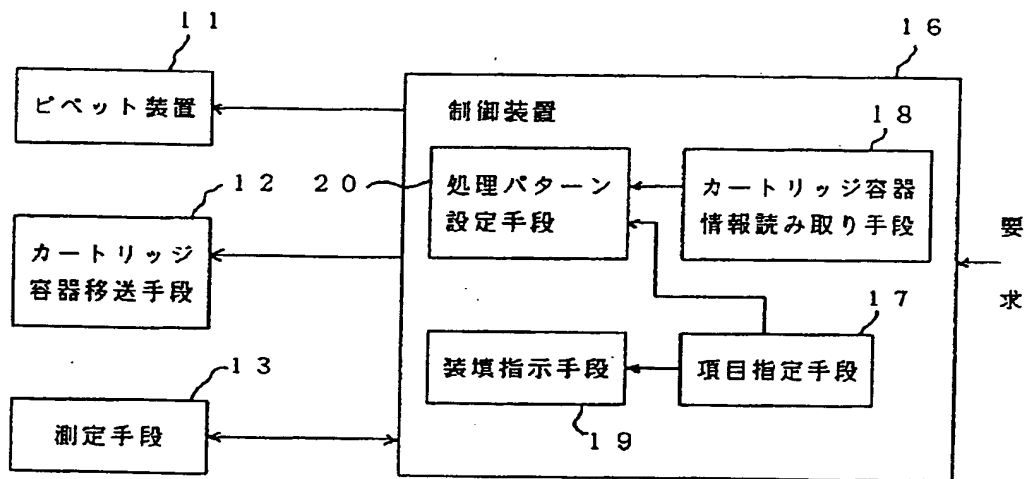 11
ピペット装置
12
カートリッジ
容器移送手段
13
測定手段
16
制御装置
20
処理パターン
設定手段
18
カートリッジ容器
情報読み取り手段
17
項目指定手段
装填指示手段
19
要
求